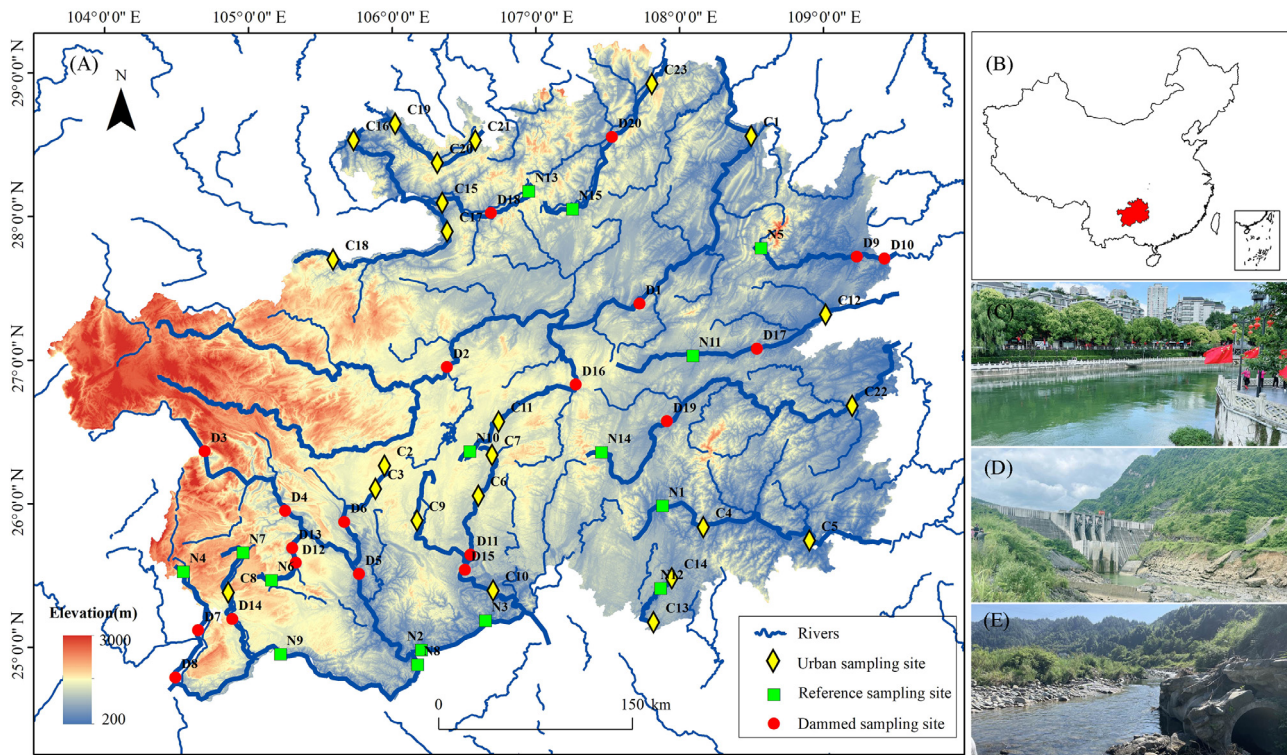 104°0'0" E 105°0'0" E 106°0'0" E 107°0'0" E 108°0'0" E 109°0'0" E
29°0'0" N
28°0'0" N
27°0'0" N
26°0'0" N
25°0'0" N
(A)
N
C23
C19
C16
C21
C20
D20
C1
N13
C15
D18
N15
C17
C18
N5
D9
D10
D1
C12
N11
D17
D2
D16
C22
C11
D19
N10
C7
N14
D3
C2
C3
C6
N1
D4
C9
C4
D6
C5
D13
D11
N7
D12
D15
N4
N6
D5
C14
C8
N12
C10
D14
N3
C13
D7
N2
N9
N8
D8
Elevation(m)
3000
200
0 150 km
Rivers
Urban sampling site
Reference sampling site
Dammed sampling site
(B)
(C)
(D)
(E)